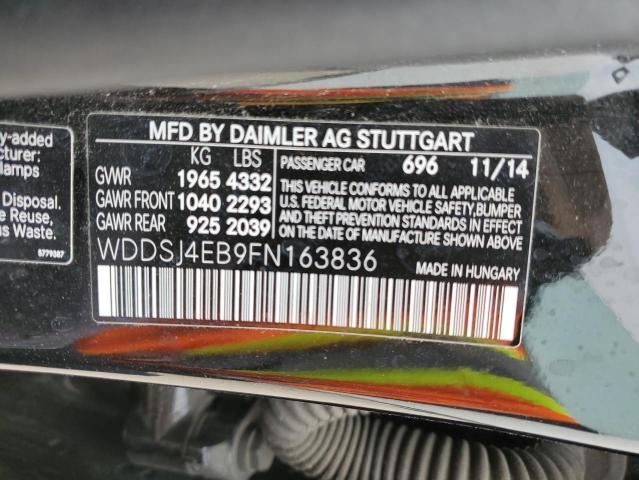 y-added
cturer:
lamps
Disposal.
e Reuse,
us Waste.
5779387
MFD BY DAIMLER AG STUTTGART
KG LBS
GVWR 1965 4332
GAWR FRONT 1040 2293
GAWR REAR 925 2039
PASSENGER CAR 696 11/14
THIS VEHICLE CONFORMS TO ALL APPLICABLE
U.S. FEDERAL MOTOR VEHICLE SAFETY, BUMPER
AND THEFT PREVENTION STANDARDS
IN EFFECT ON THE DATE OF MANUFACTURE
SHOWN ABOVE.
WDDSJ4EB9FN163836
MADE IN HUNGARY